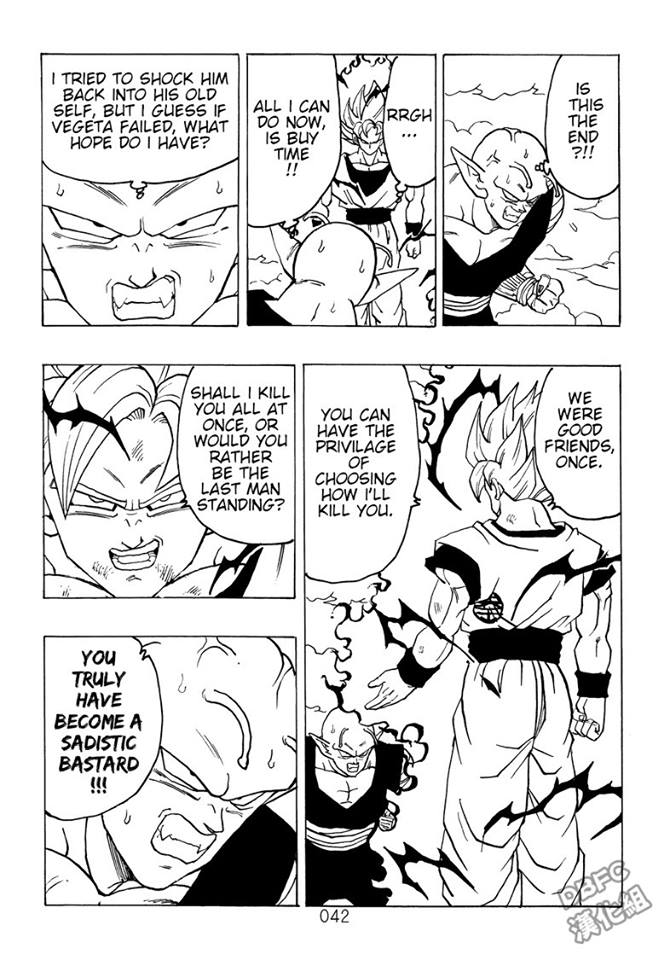 IS
THIS
THE
END
?!!
RRGH
...
ALL I CAN
DO NOW,
IS BUY
TIME
!!
I TRIED TO SHOCK HIM
BACK INTO HIS OLD
SELF, BUT I GUESS IF
VEGETA FAILED, WHAT
HOPE DO I HAVE?
WE
WERE
GOOD
FRIENDS,
ONCE.
YOU CAN
HAVE THE
PRIVILAGE
OF
CHOOSING
HOW I'LL
KILL YOU.
SHALL I KILL
YOU ALL AT
ONCE, OR
WOULD YOU
RATHER
BE THE
LAST MAN
STANDING?
YOU
TRULY
HAVE
BECOME A
SADISTIC
BASTARD
!!!
042
DBFC
漢化組